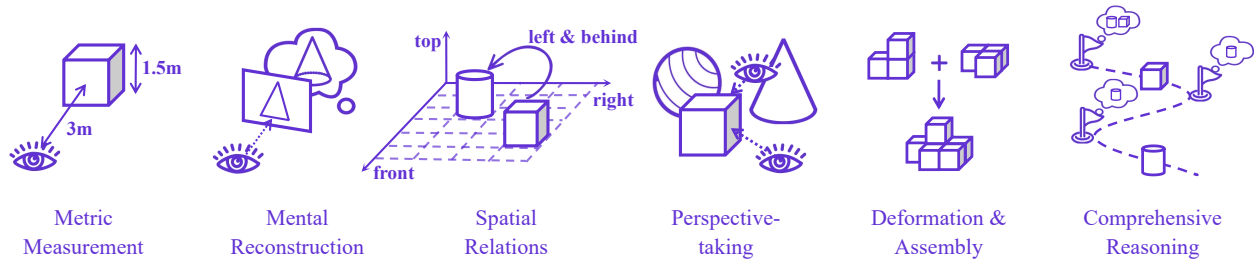 1.5m
3m
top
left & behind
right
front
Metric
Measurement
Mental
Reconstruction
Spatial
Relations
Perspective-
taking
Deformation &
Assembly
Comprehensive
Reasoning